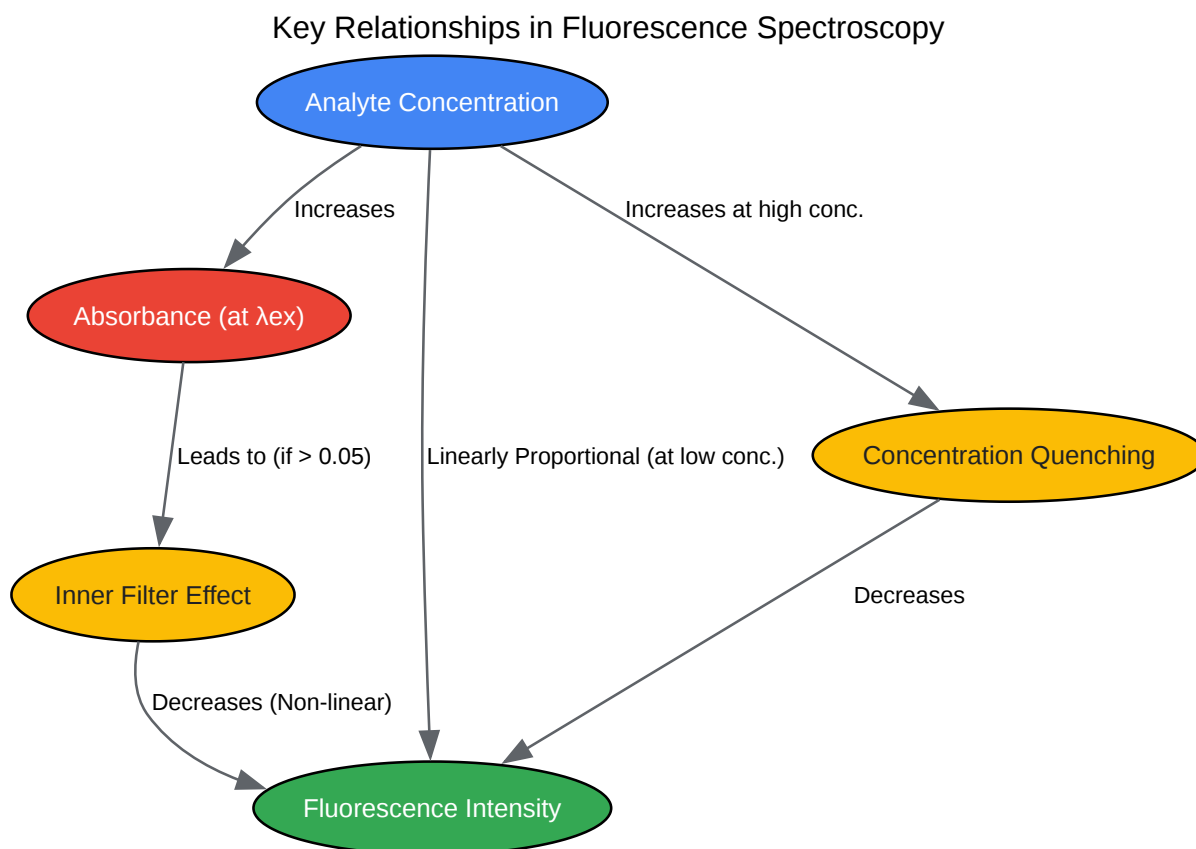 Key Relationships in Fluorescence Spectroscopy
Analyte Concentration
Increases
Increases at high conc.
Absorbance (at λex)
Leads to (if > 0.05)
Linearly Proportional (at low conc.)
Concentration Quenching
Inner Filter Effect
Decreases
Decreases (Non-linear)
Fluorescence Intensity